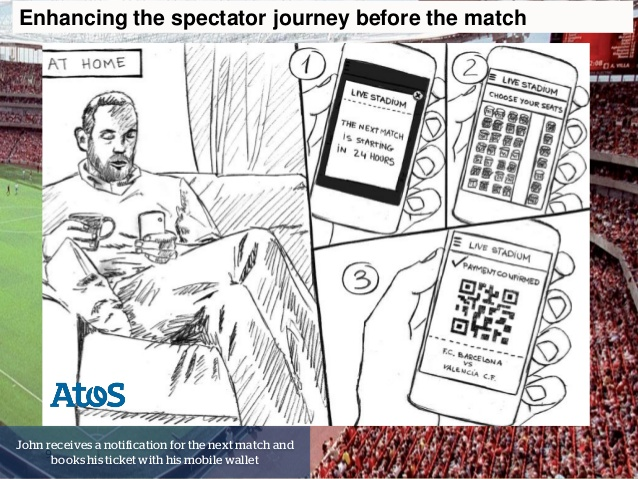 Enhancing the spectator journey before the match
AT HOME
1
LIVE STADIUM
THE NEXT MATCH
IS STARTING
IN 24 HOURS
2
LIVE STADIUM
CHOOSE YOUR SEATS
3
LIVE STADIUM
PAYMENT CONFIRMED
F.C. BARCELONA
VS
VALENCIA C.F.
Atos
John receives a notification for the next match and
books his ticket with his mobile wallet
A. VILLA